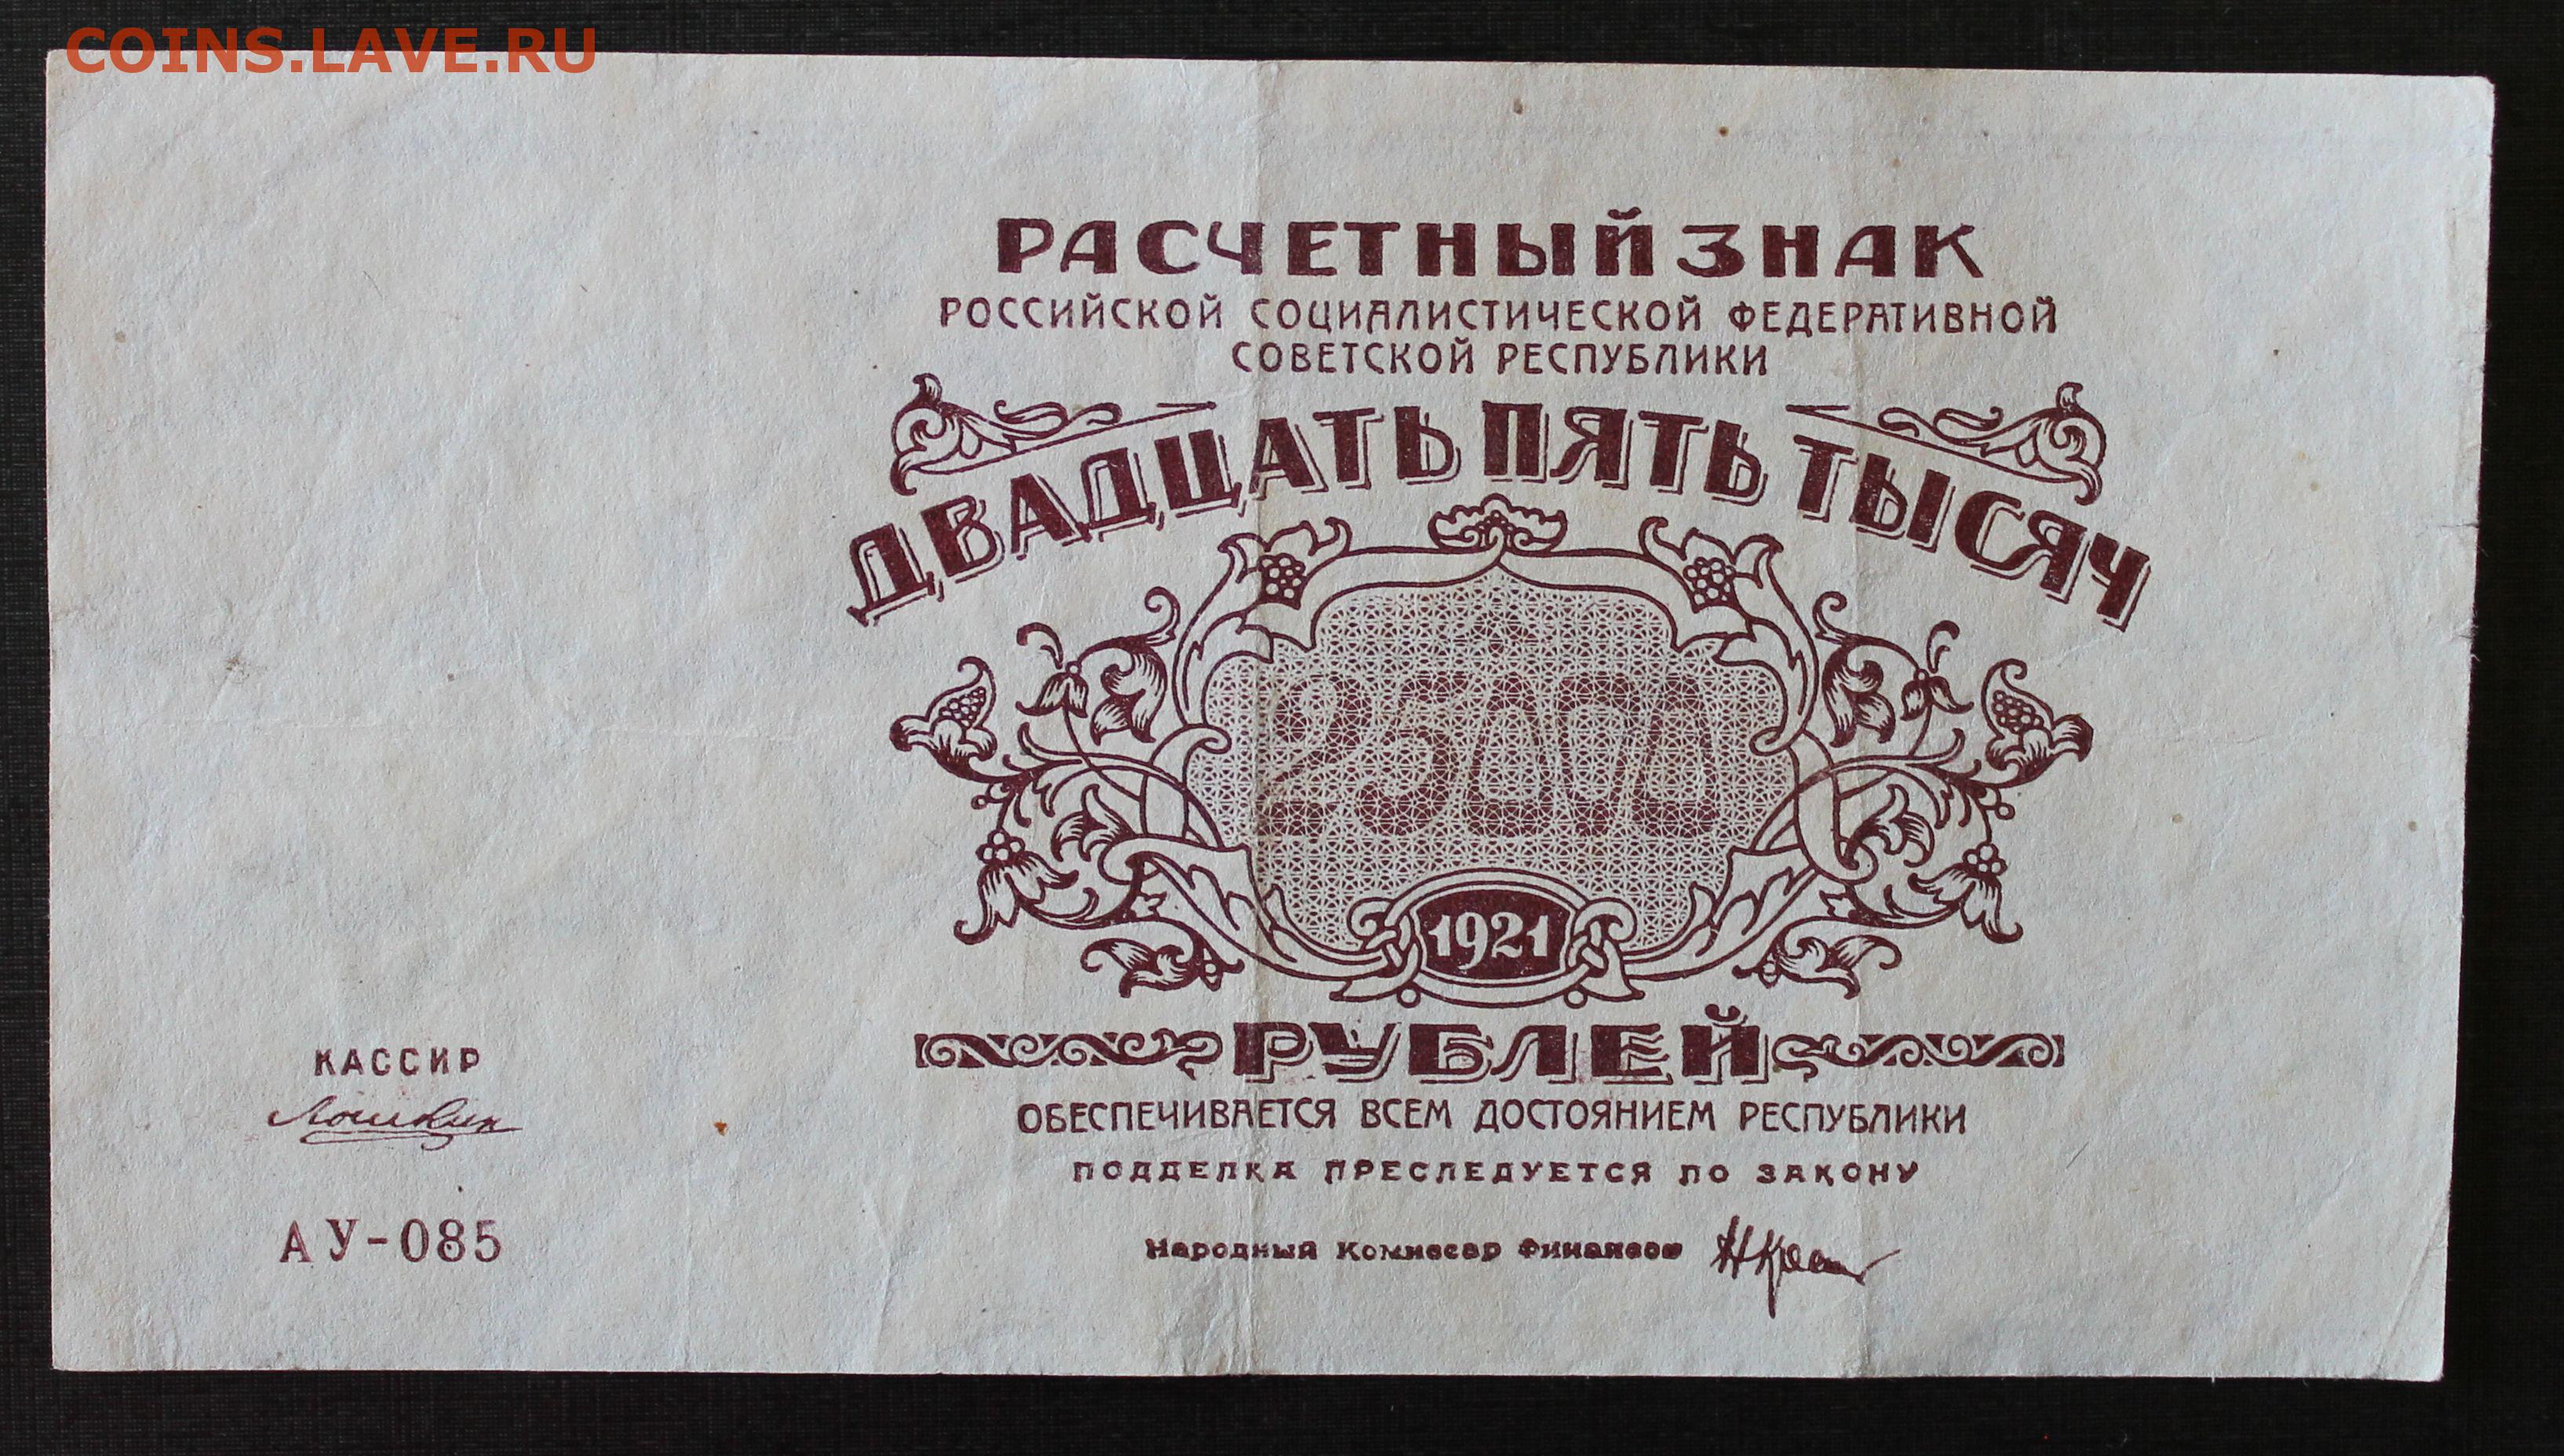 COINS.LAVE.RU
РАСЧЕТНЫЙ ЗНАК
РОССИЙСКОЙ СОЦИАЛИСТИЧЕСКОЙ ФЕДЕРАТИВНОЙ
СОВЕТСКОЙ РЕСПУБЛИКИ
ДВАДЦАТЬ ПЯТЬ ТЫСЯЧ
25000
1921
РУБЛЕЙ
ОБЕСПЕЧИВАЕТСЯ ВСЕМ ДОСТОЯНИЕМ РЕСПУБЛИКИ
ПОДДЕЛКА ПРЕСЛЕДУЕТСЯ ПО ЗАКОНУ
Народный Комиссар Финансов
КАССИР
АУ-085